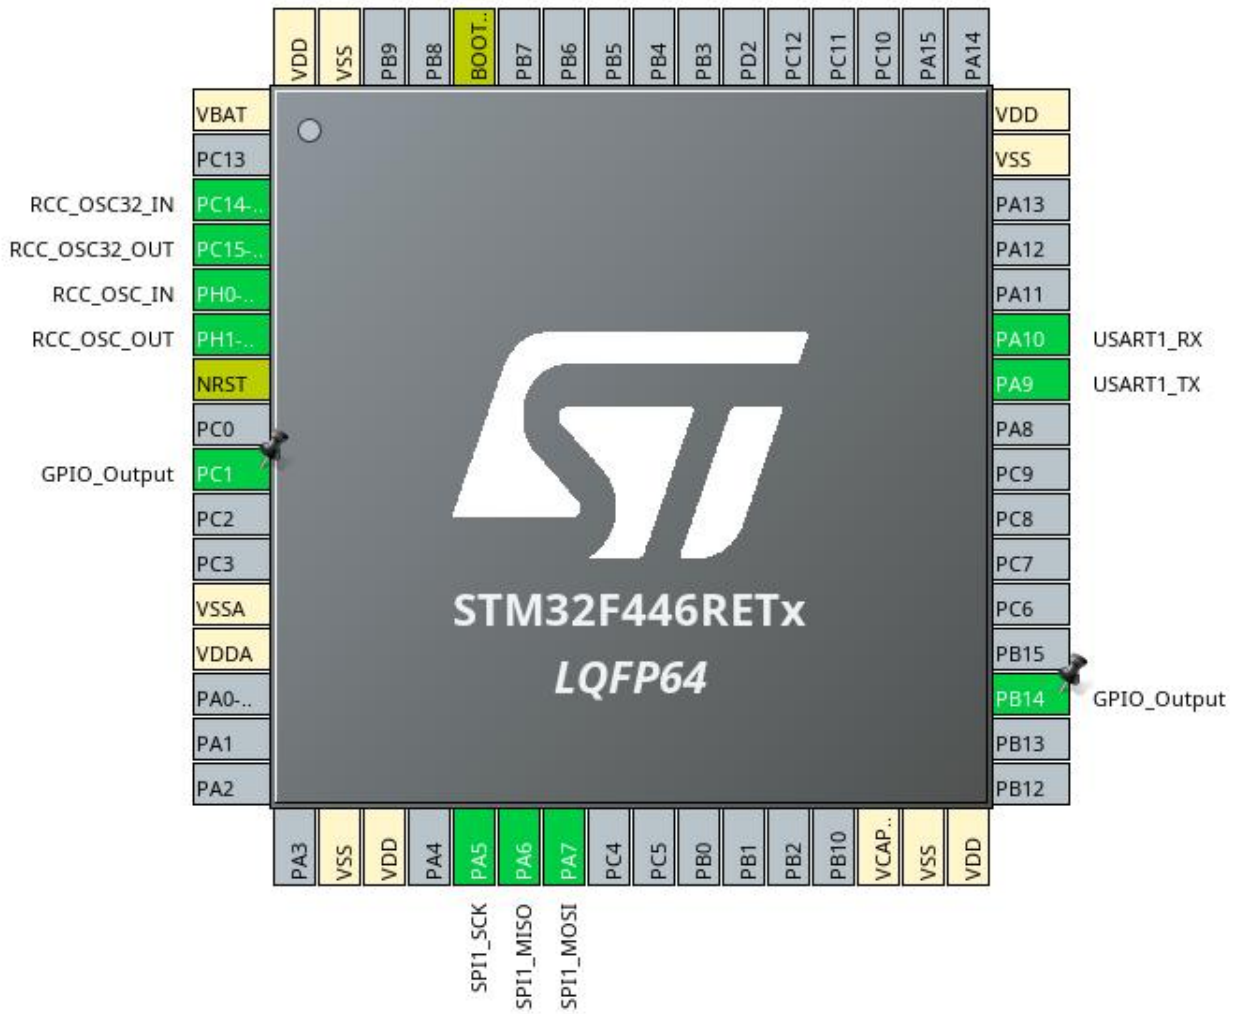 VDD
VSS
PB9
PB8
BOOT..
PB7
PB6
PB5
PB4
PB3
PD2
PC12
PC11
PC10
PA15
PA14
VBAT
PC13
RCC_OSC32_IN PC14-..
RCC_OSC32_OUT PC15-..
RCC_OSC_IN PH0-..
RCC_OSC_OUT PH1-..
NRST
PC0
GPIO_Output PC1
PC2
PC3
VSSA
VDDA
PA0-..
PA1
PA2
STM32F446RETx
LQFP64
VDD
VSS
PA13
PA12
PA11
PA10 USART1_RX
PA9 USART1_TX
PA8
PC9
PC8
PC7
PC6
PB15
PB14 GPIO_Output
PB13
PB12
PA3
VSS
VDD
PA4
PA5
PA6
PA7
PC4
PC5
PB0
PB1
PB2
PB10
VCAP..
VSS
VDD
SPI1_SCK
SPI1_MISO
SPI1_MOSI